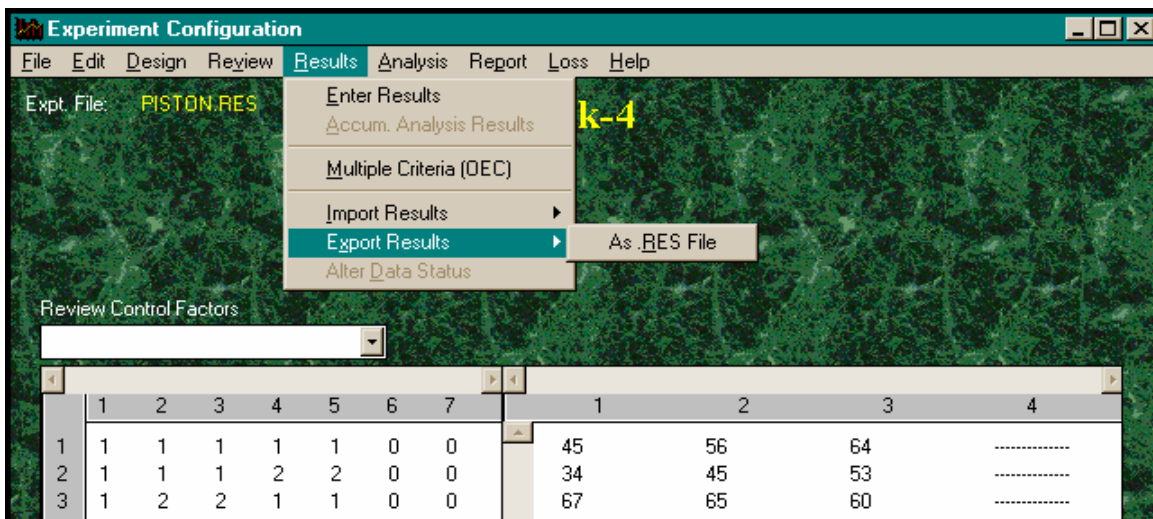 Experiment Configuration
File Edit Design Review Results Analysis Report Loss Help
Expt. File: PISTON.RES
k-4
Enter Results
Accum. Analysis Results
Multiple Criteria (OEC)
Import Results
Export Results
As .RES File
Alter Data Status
Review Control Factors
1 2 3 4 5 6 7 1 2 3 4
1 1 1 1 1 1 0 0 45 56 64 -------------
2 1 1 1 2 2 0 0 34 45 53 -------------
3 1 2 2 1 1 0 0 67 65 60 -------------